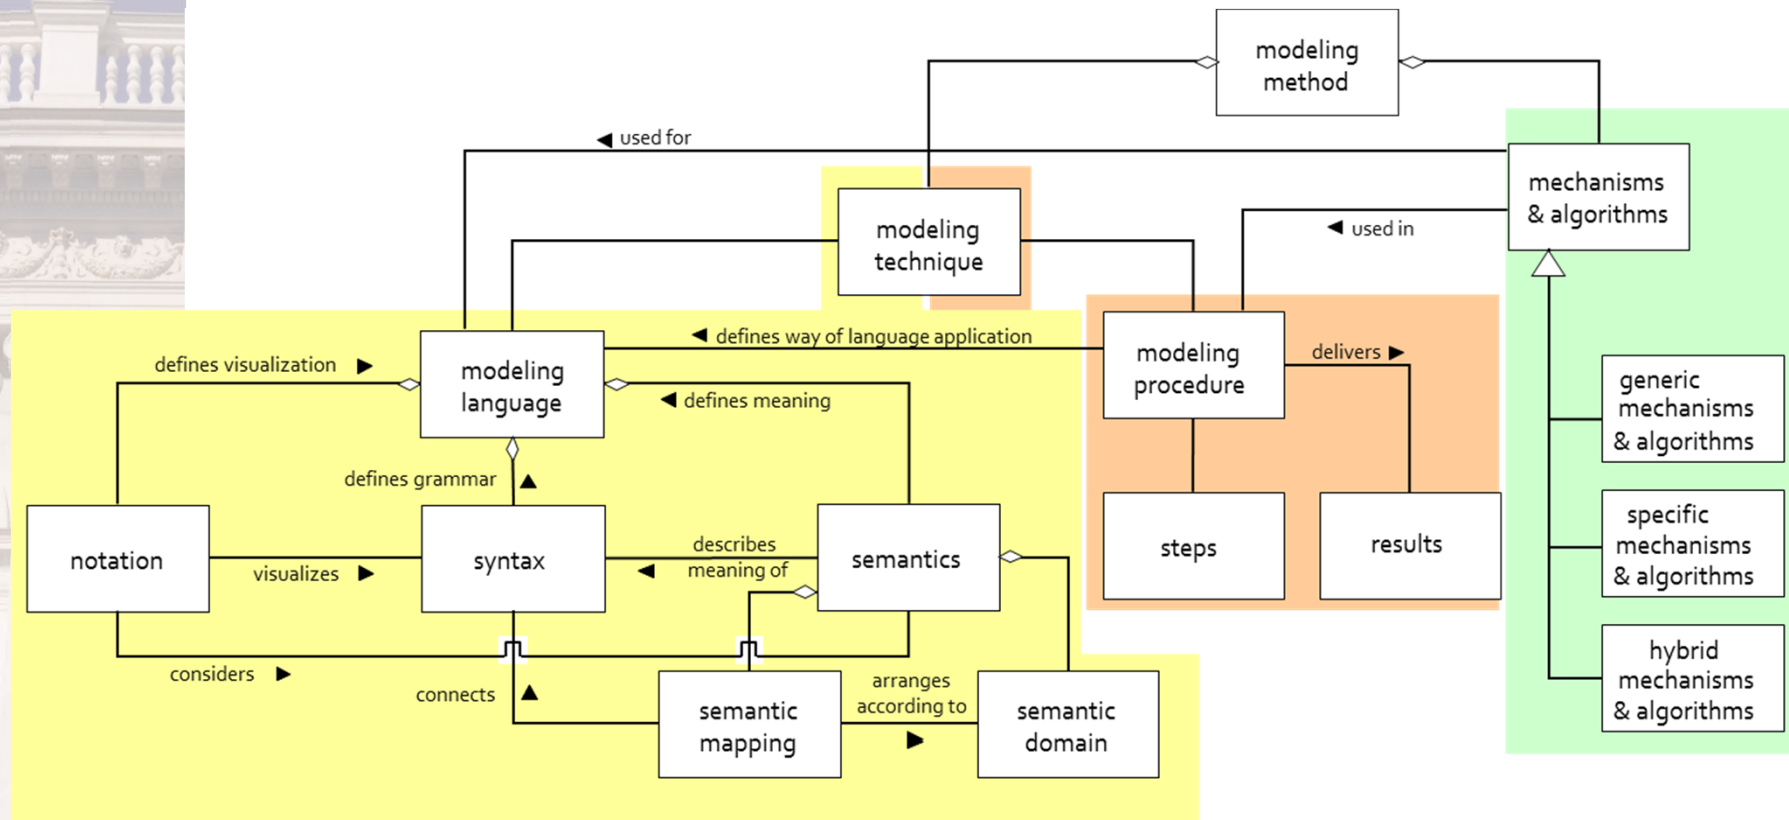 modeling
method
used for
mechanisms
& algorithms
modeling
technique
used in
defines way of language application
defines visualization
modeling
language
modeling
procedure
delivers
defines meaning
generic
mechanisms
& algorithms
defines grammar
notation
syntax
semantics
describes
meaning of
visualizes
steps
results
specific
mechanisms
& algorithms
considers
connects
semantic
mapping
arranges
according to
semantic
domain
hybrid
mechanisms
& algorithms